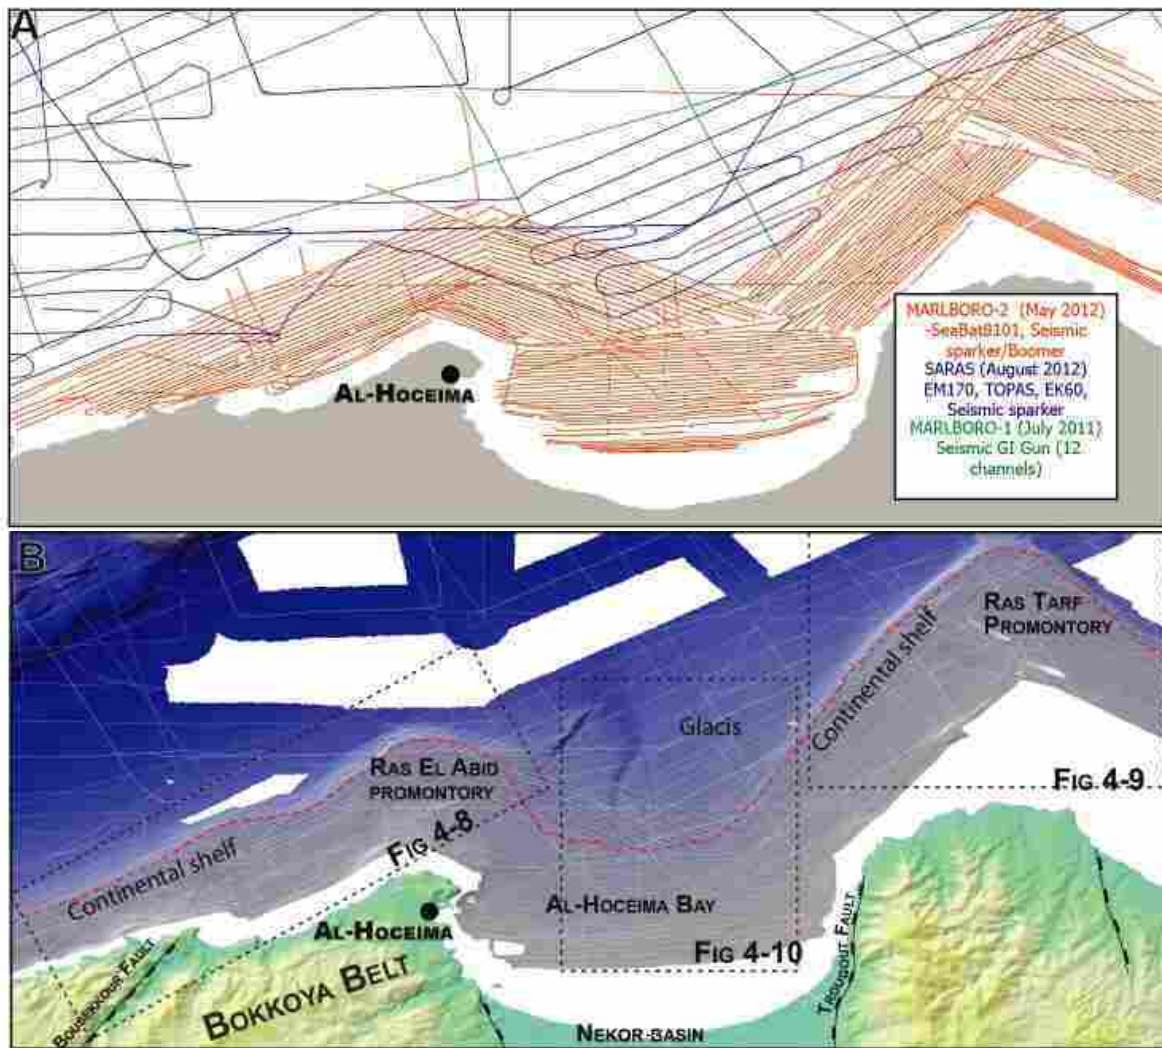 A
MARLBORO-2 (May 2012)
-SeaBat8101, Seismic
sparker/Boomer
SARAS (August 2012)
EM170, TOPAS, EK60,
Seismic sparker
MARLBORO-1 (July 2011)
Seismic GI Gun (12
channels)
AL-HOCEIMA
B
RAS TARF
PROMONTORY
Continental shelf
Glacis
RAS EL ABID
PROMONTORY
FIG 4-9
FIG 4-8
Continental shelf
AL-HOCEIMA BAY
AL-HOCEIMA
FIG 4-10
TROUGOUT FAULT
BOUSEKKOUR FAULT
BOKKOYA BELT
NEKOR-BASIN